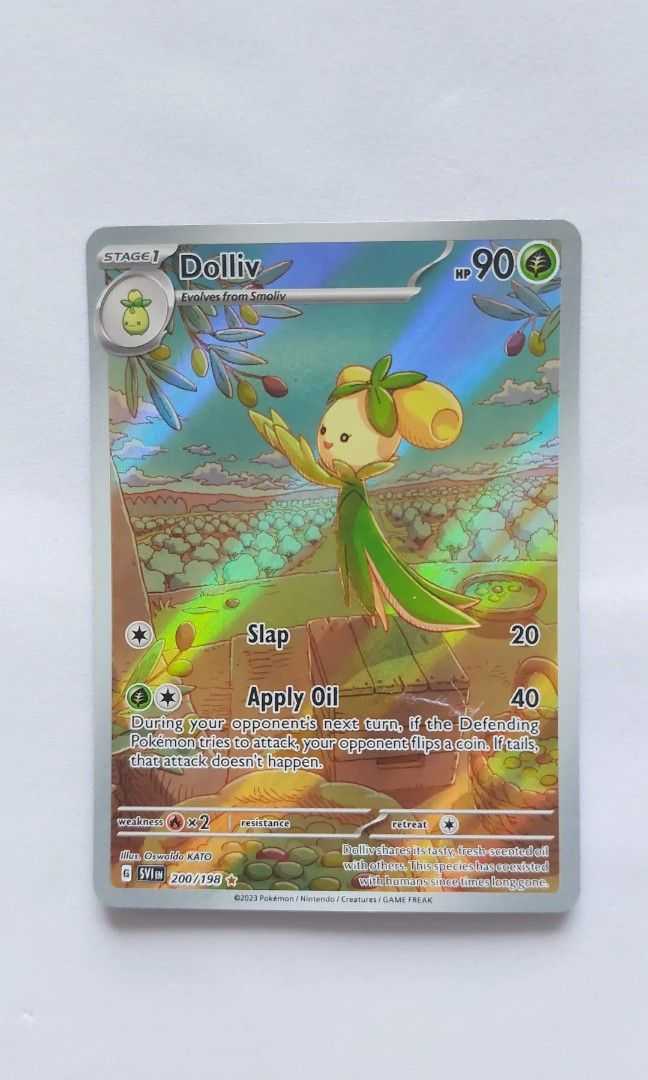 STAGE 1 Dolliv HP 90
Evolves from Smoliv
Slap 20
Apply Oil 40
During your opponent's next turn, if the Defending
Pokémon tries to attack, your opponent flips a coin. If tails,
that attack doesn't happen.
weakness ×2 resistance retreat
Illus. Oswaldo KATO
Dolliv shares its tasty, fresh-scented oil
with others. This species has coexisted
with humans since times long gone.
G SVI EN 200/198
©2023 Pokémon / Nintendo / Creatures / GAME FREAK